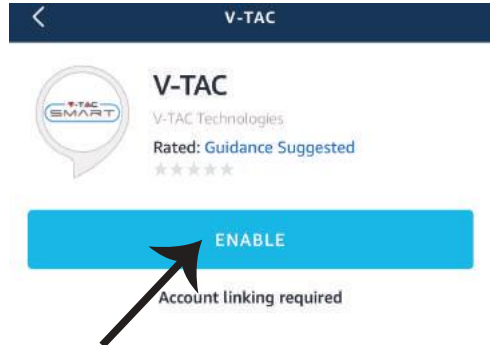 V-TAC
V-TAC
SMART
V-TAC
V-TAC Technologies
Rated: Guidance Suggested
ENABLE
Account linking required